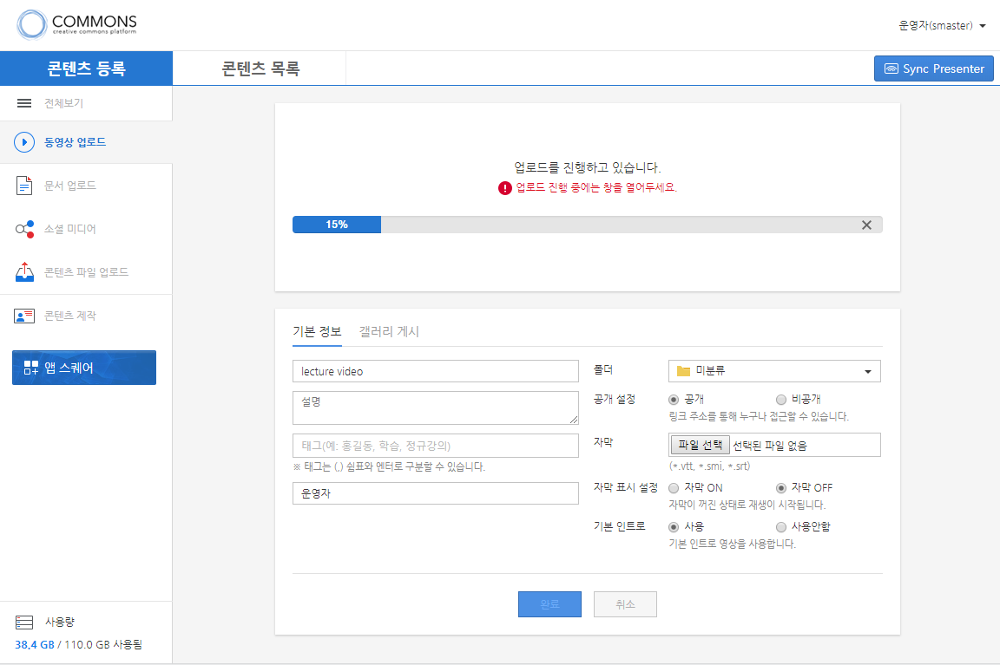 COMMONS
creative commons platform
운영자(smaster)
콘텐츠 등록
콘텐츠 목록
Sync Presenter
전체보기
동영상 업로드
문서 업로드
소셜 미디어
콘텐츠 파일 업로드
콘텐츠 제작
앱 스퀘어
사용량
38.4 GB / 110.0 GB 사용됨
업로드를 진행하고 있습니다.
업로드 진행 중에는 창을 열어두세요.
15%
기본 정보 갤러리 게시
lecture video
설명
태그(예: 홍길동, 학습, 정규강의)
※ 태그는 (,) 쉼표와 엔터로 구분할 수 있습니다.
운영자
폴더 미분류
공개 설정 공개 비공개
링크 주소를 통해 누구나 접근할 수 있습니다.
자막 파일 선택 선택된 파일 없음
(*.vtt, *.smi, *.srt)
자막 표시 설정 자막 ON 자막 OFF
자막이 꺼진 상태로 재생이 시작됩니다.
기본 인트로 사용 사용안함
기본 인트로 영상을 사용합니다.
완료 취소